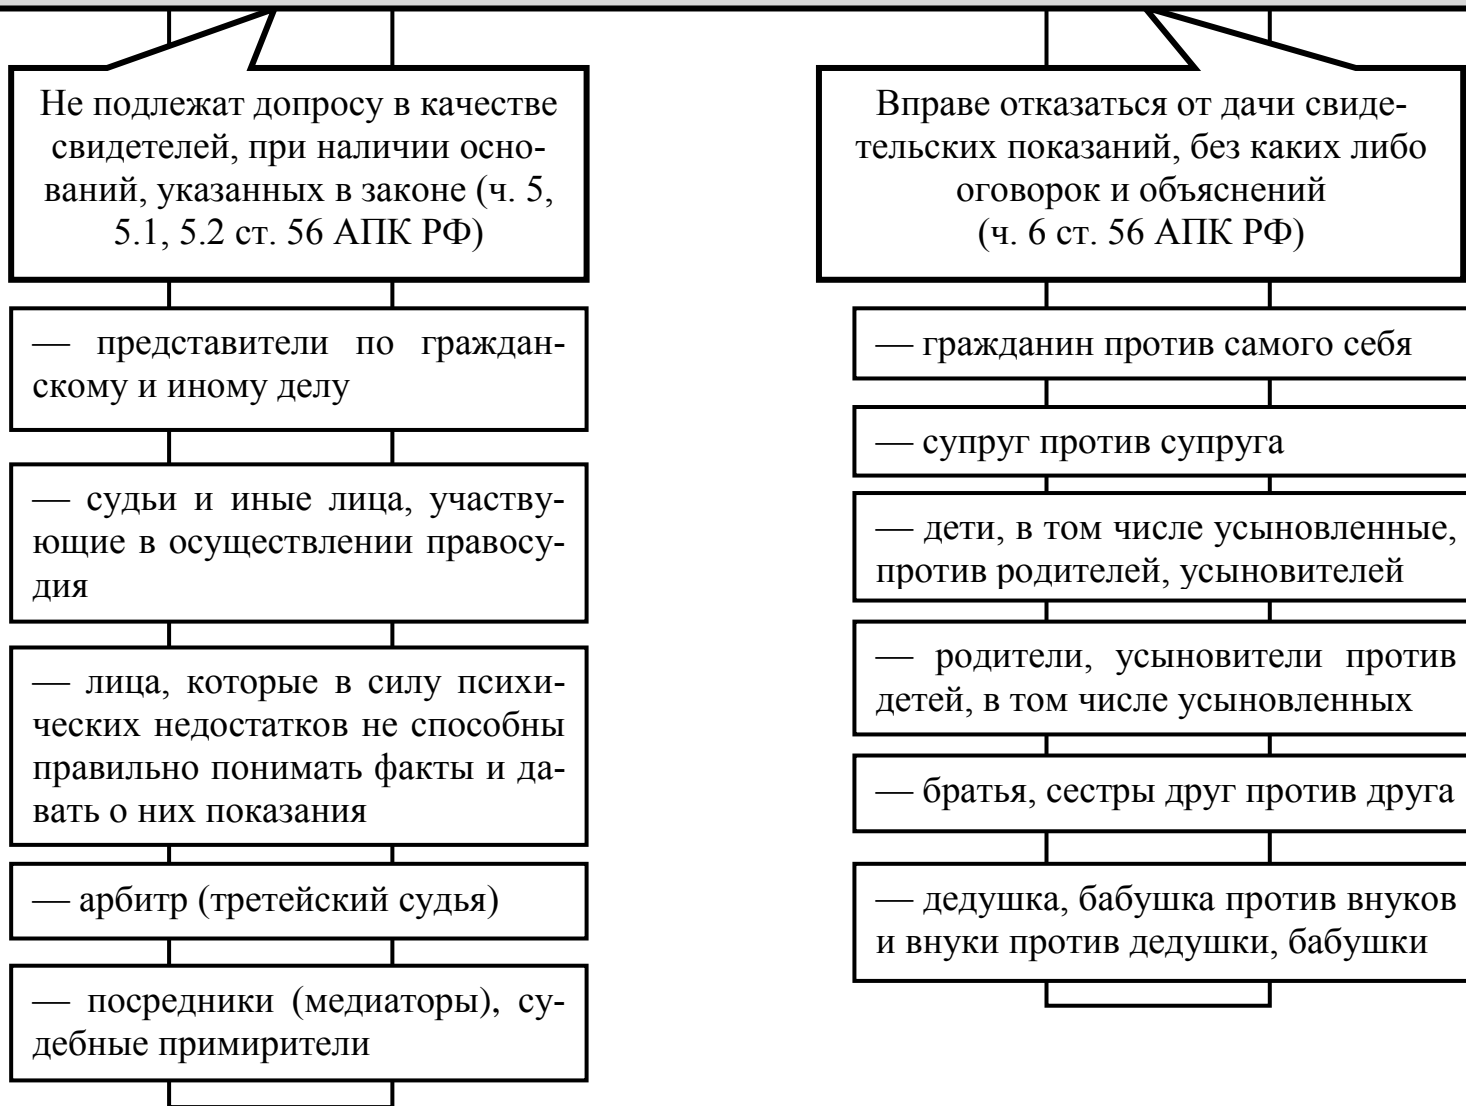 Не подлежат допросу в качестве
свидетелей, при наличии осно-
ваний, указанных в законе (ч. 5,
5.1, 5.2 ст. 56 АПК РФ)
— представители по граждан-
скому и иному делу
— судьи и иные лица, участву-
ющие в осуществлении правосу-
дия
— лица, которые в силу психи-
ческих недостатков не способны
правильно понимать факты и да-
вать о них показания
— арбитр (третейский судья)
— посредники (медиаторы), су-
дебные примирители
Вправе отказаться от дачи свиде-
тельских показаний, без каких либо
оговорок и объяснений
(ч. 6 ст. 56 АПК РФ)
— гражданин против самого себя
— супруг против супруга
— дети, в том числе усыновленные,
против родителей, усыновителей
— родители, усыновители против
детей, в том числе усыновленных
— братья, сестры друг против друга
— дедушка, бабушка против внуков
и внуки против дедушки, бабушки